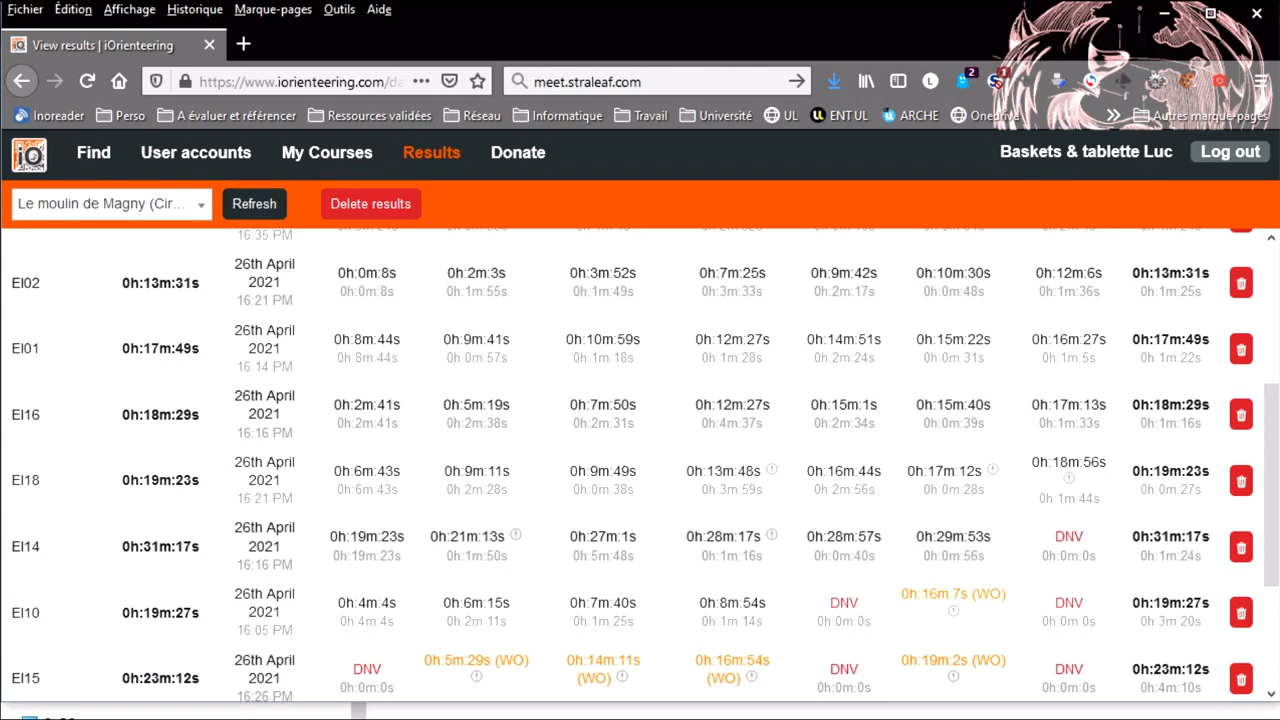 Fichier Édition Affichage Historique Marque-pages Outils Aide
View results | iOrienteering
https://www.iorienteering.com/da meet.straleaf.com 2 1
Inoreader Perso A évaluer et référencer Ressources validées Réseau Informatique Travail Université UL ENT UL ARCHE Onedrive Autres marque-pages
iO Find User accounts My Courses Results Donate Baskets & tablette Luc Log out
Le moulin de Magny (Cir... Refresh Delete results
16:35 PM
EI02 0h:13m:31s 26th April 2021 16:21 PM 0h:0m:8s 0h:2m:3s 0h:3m:52s 0h:7m:25s 0h:9m:42s 0h:10m:30s 0h:12m:6s 0h:13m:31s
0h:0m:8s 0h:1m:55s 0h:1m:49s 0h:3m:33s 0h:2m:17s 0h:0m:48s 0h:1m:36s 0h:1m:25s
EI01 0h:17m:49s 26th April 2021 16:14 PM 0h:8m:44s 0h:9m:41s 0h:10m:59s 0h:12m:27s 0h:14m:51s 0h:15m:22s 0h:16m:27s 0h:17m:49s
0h:8m:44s 0h:0m:57s 0h:1m:18s 0h:1m:28s 0h:2m:24s 0h:0m:31s 0h:1m:5s 0h:1m:22s
EI16 0h:18m:29s 26th April 2021 16:16 PM 0h:2m:41s 0h:5m:19s 0h:7m:50s 0h:12m:27s 0h:15m:1s 0h:15m:40s 0h:17m:13s 0h:18m:29s
0h:2m:41s 0h:2m:38s 0h:2m:31s 0h:4m:37s 0h:2m:34s 0h:0m:39s 0h:1m:33s 0h:1m:16s
EI18 0h:19m:23s 26th April 2021 16:21 PM 0h:6m:43s 0h:9m:11s 0h:9m:49s 0h:13m:48s 0h:16m:44s 0h:17m:12s 0h:18m:56s 0h:19m:23s
0h:6m:43s 0h:2m:28s 0h:0m:38s 0h:3m:59s 0h:2m:56s 0h:0m:28s 0h:1m:44s 0h:0m:27s
EI14 0h:31m:17s 26th April 2021 16:16 PM 0h:19m:23s 0h:21m:13s 0h:27m:1s 0h:28m:17s 0h:28m:57s 0h:29m:53s DNV 0h:31m:17s
0h:19m:23s 0h:1m:50s 0h:5m:48s 0h:1m:16s 0h:0m:40s 0h:0m:56s 0h:0m:0s 0h:1m:24s
EI10 0h:19m:27s 26th April 2021 16:05 PM 0h:4m:4s 0h:6m:15s 0h:7m:40s 0h:8m:54s DNV 0h:16m:7s (WO) DNV 0h:19m:27s
0h:4m:4s 0h:2m:11s 0h:1m:25s 0h:1m:14s 0h:0m:0s 0h:0m:0s 0h:3m:20s
EI15 0h:23m:12s 26th April 2021 16:26 PM DNV 0h:5m:29s (WO) 0h:14m:11s (WO) 0h:16m:54s (WO) DNV 0h:19m:2s (WO) DNV 0h:23m:12s
0h:0m:0s 0h:0m:0s 0h:0m:0s 0h:4m:10s